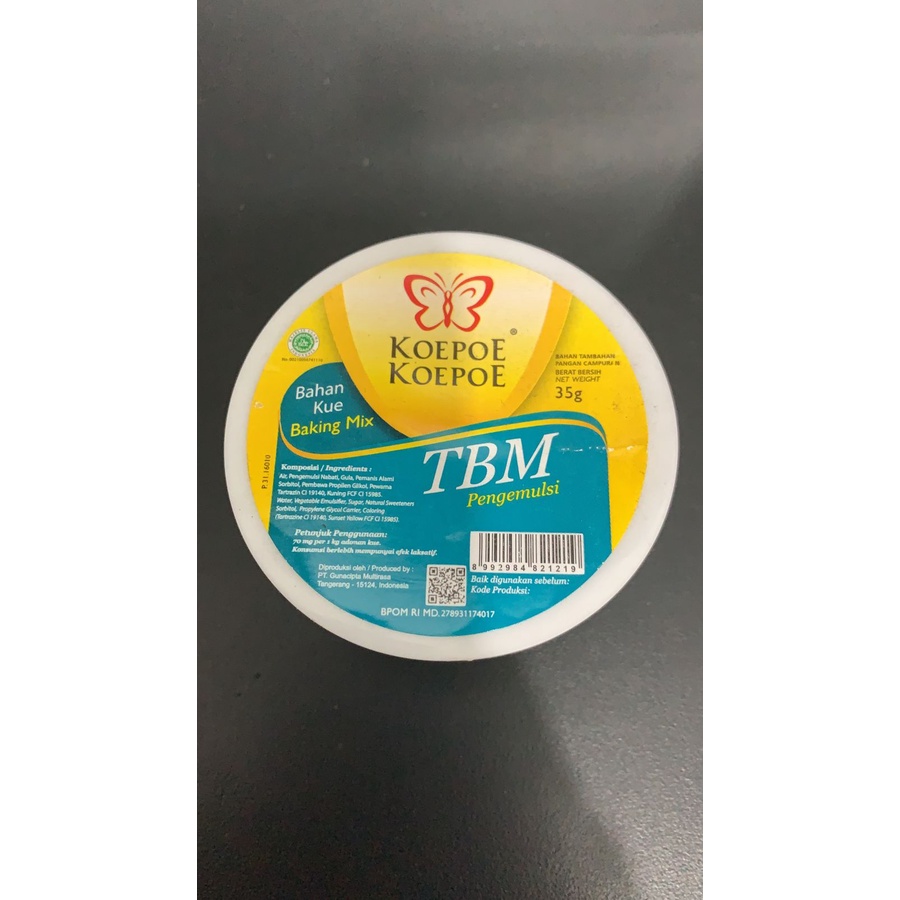 KOEPOE
KOEPOE
®
BAHAN TAMBAHAN
PANGAN CAMPURAN
BERAT BERSIH
NET WEIGHT
35g
Bahan
Kue
Baking Mix
TBM
Pengemulsi
P.31.16010
Komposisi / Ingredients :
Air, Pengemulsi Nabati, Gula, Pemanis Alami
Sorbitol, Pembawa Propilen Glikol, Pewarna
Tartrazin CI 19140, Kuning FCF CI 15985.
Water, Vegetable Emulsifier, Sugar, Natural Sweeteners
Sorbitol, Propylene Glycol Carrier, Coloring
(Tartrazine CI 19140, Sunset Yellow FCF CI 15985).
Petunjuk Penggunaan:
70 mg per 1 kg adonan kue.
Konsumsi berlebih mempunyai efek laksatif.
Diproduksi oleh / Produced by :
PT. Gunacipta Multirasa
Tangerang - 15124, Indonesia
8 992984 821219
Baik digunakan sebelum:
Kode Produksi:
BPOM RI MD. 278931174017